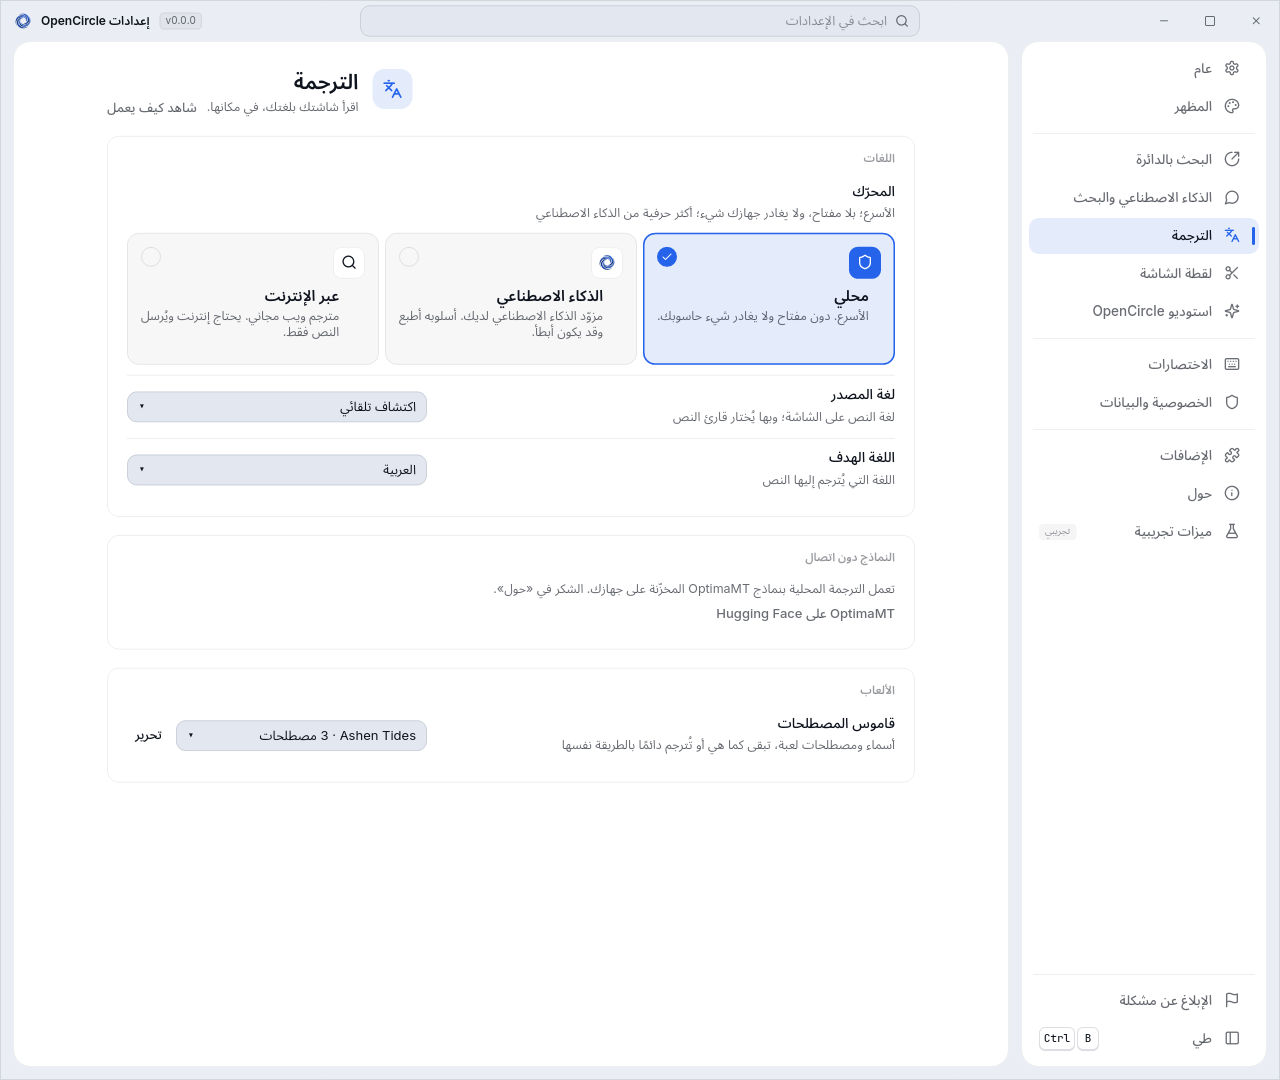 إعدادات OpenCircle
v0.0.0
ابحث في الإعدادات
عام
المظهر
البحث بالدائرة
الذكاء الاصطناعي والبحث
الترجمة
لقطة الشاشة
استوديو OpenCircle
الاختصارات
الخصوصية والبيانات
الإضافات
حول
ميزات تجريبية
تجريبي
الإبلاغ عن مشكلة
طي
Ctrl B
الترجمة
اقرأ شاشتك بلغتك، في مكانها. شاهد كيف يعمل
اللغات
المحرّك
الأسرع؛ بلا مفتاح، ولا يغادر جهازك شيء؛ أكثر حرفية من الذكاء الاصطناعي
محلي
الأسرع. دون مفتاح ولا يغادر شيء حاسوبك.
الذكاء الاصطناعي
مزوّد الذكاء الاصطناعي لديك. أسلوبه أطبع
وقد يكون أبطأ.
عبر الإنترنت
مترجم ويب مجاني. يحتاج إنترنت ويُرسل
النص فقط.
لغة المصدر
لغة النص على الشاشة؛ وبها يُختار قارئ النص
اكتشاف تلقائي
اللغة الهدف
اللغة التي يُترجم إليها النص
العربية
النماذج دون اتصال
تعمل الترجمة المحلية بنماذج OptimaMT المخزّنة على جهازك. الشكر في «حول».
OptimaMT على Hugging Face
الألعاب
قاموس المصطلحات
أسماء ومصطلحات لعبة، تبقى كما هي أو تُترجم دائمًا بالطريقة نفسها
Ashen Tides · 3 مصطلحات
تحرير